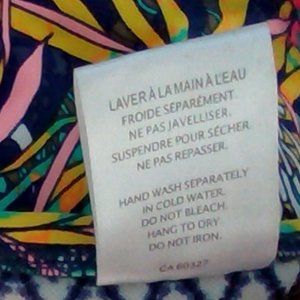 LAVER À LA MAIN À L'EAU
FROIDE SÉPARÉMENT.
NE PAS JAVELLISER.
SUSPENDRE POUR SÉCHER.
NE PAS REPASSER.
HAND WASH SEPARATELY
IN COLD WATER.
DO NOT BLEACH.
HANG TO DRY
DO NOT IRON.
CA 60327